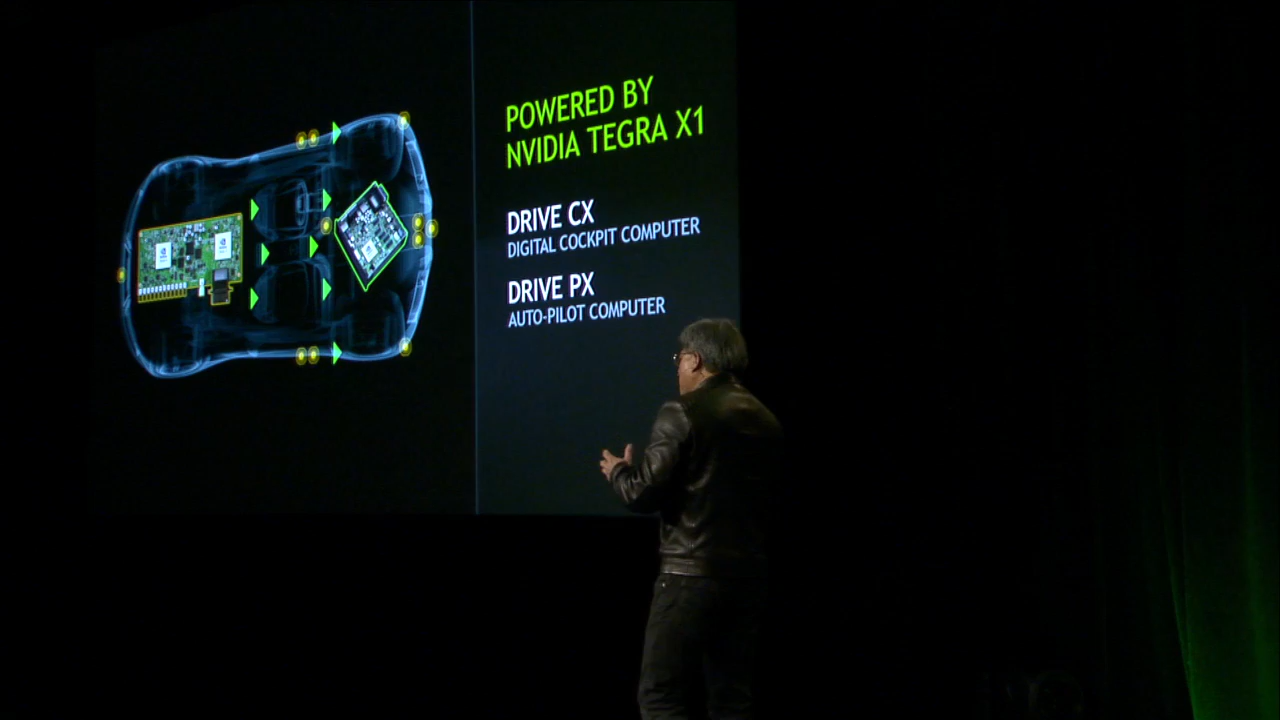 POWERED BY
NVIDIA TEGRA X1
DRIVE CX
DIGITAL COCKPIT COMPUTER
DRIVE PX
AUTO-PILOT COMPUTER